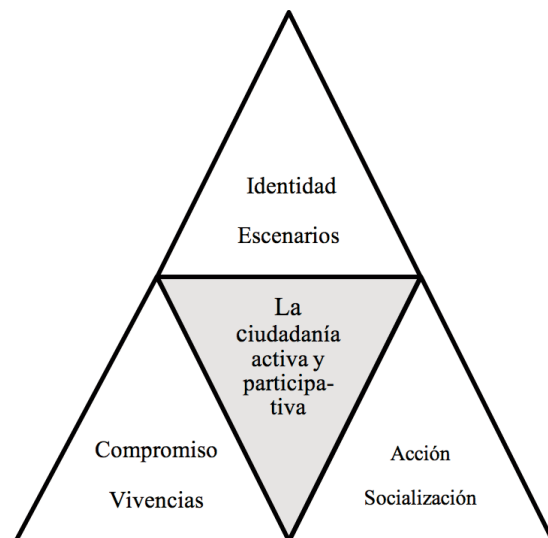 Identidad
Escenarios
La
ciudadanía
activa y
participa-
tiva
Compromiso
Vivencias
Acción
Socialización